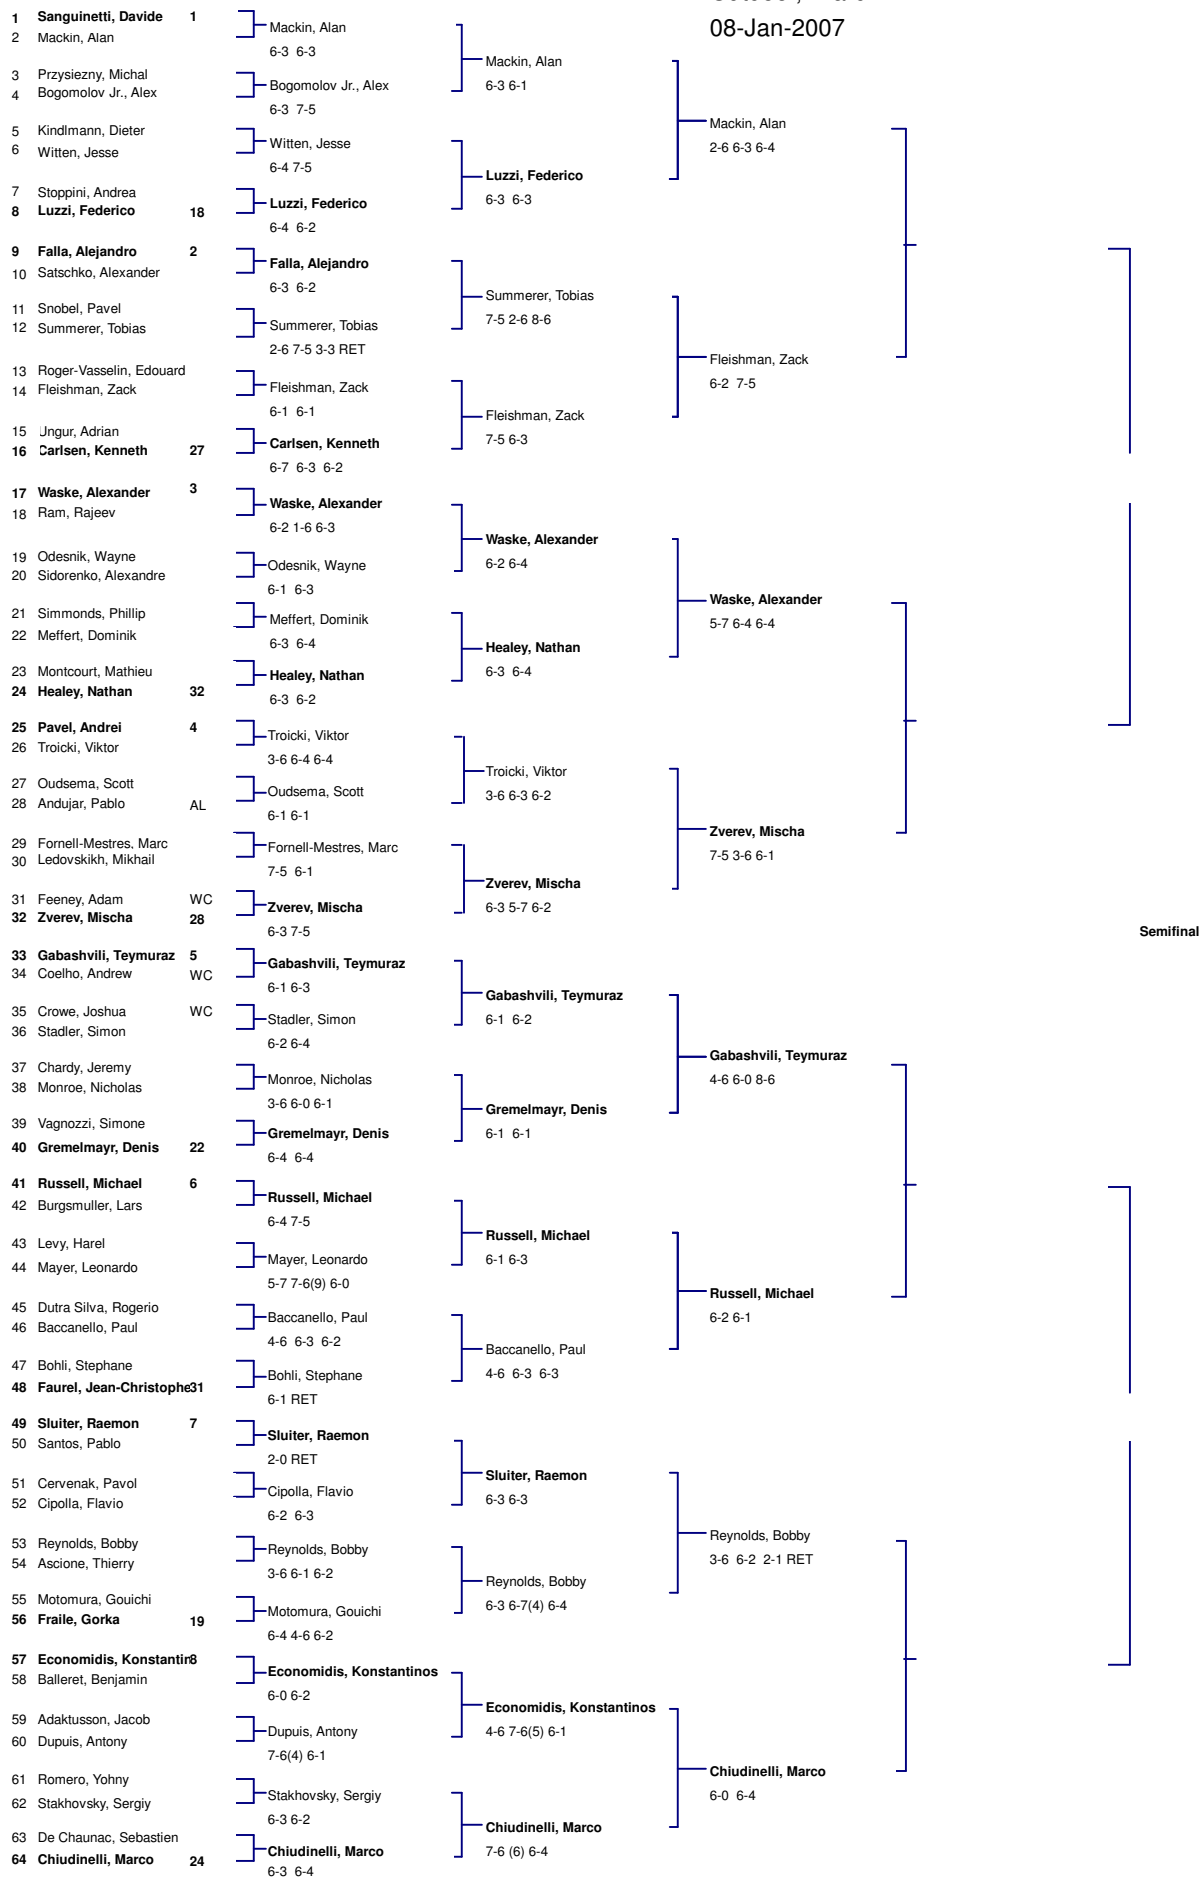 08-Jan-2007
1 Sanguinetti, Davide 1
2 Mackin, Alan
Mackin, Alan
6-3 6-3
3 Przysiezny, Michal
4 Bogomolov Jr., Alex
Bogomolov Jr., Alex
6-3 7-5
Mackin, Alan
6-3 6-1
5 Kindlmann, Dieter
6 Witten, Jesse
Witten, Jesse
6-4 7-5
7 Stoppini, Andrea
8 Luzzi, Federico 18
Luzzi, Federico
6-4 6-2
Luzzi, Federico
6-3 6-3
Mackin, Alan
2-6 6-3 6-4
9 Falla, Alejandro 2
10 Satschko, Alexander
Falla, Alejandro
6-3 6-2
11 Snobel, Pavel
12 Summerer, Tobias
Summerer, Tobias
2-6 7-5 3-3 RET
Summerer, Tobias
7-5 2-6 8-6
13 Roger-Vasselin, Edouard
14 Fleishman, Zack
Fleishman, Zack
6-1 6-1
15 Ungur, Adrian
16 Carlsen, Kenneth 27
Carlsen, Kenneth
6-7 6-3 6-2
Fleishman, Zack
7-5 6-3
Fleishman, Zack
6-2 7-5
17 Waske, Alexander 3
18 Ram, Rajeev
Waske, Alexander
6-2 1-6 6-3
19 Odesnik, Wayne
20 Sidorenko, Alexandre
Odesnik, Wayne
6-1 6-3
Waske, Alexander
6-2 6-4
21 Simmonds, Phillip
22 Meffert, Dominik
Meffert, Dominik
6-3 6-4
23 Montcourt, Mathieu
24 Healey, Nathan 32
Healey, Nathan
6-3 6-2
Healey, Nathan
6-3 6-4
Waske, Alexander
5-7 6-4 6-4
25 Pavel, Andrei 4
26 Troicki, Viktor
Troicki, Viktor
3-6 6-4 6-4
27 Oudsema, Scott
28 Andujar, Pablo AL
Oudsema, Scott
6-1 6-1
Troicki, Viktor
3-6 6-3 6-2
29 Fornell-Mestres, Marc
30 Ledovskikh, Mikhail
Fornell-Mestres, Marc
7-5 6-1
31 Feeney, Adam WC
32 Zverev, Mischa 28
Zverev, Mischa
6-3 7-5
Zverev, Mischa
6-3 5-7 6-2
Zverev, Mischa
7-5 3-6 6-1
Semifinal
33 Gabashvili, Teymuraz 5
34 Coelho, Andrew WC
Gabashvili, Teymuraz
6-1 6-3
35 Crowe, Joshua WC
36 Stadler, Simon
Stadler, Simon
6-2 6-4
Gabashvili, Teymuraz
6-1 6-2
37 Chardy, Jeremy
38 Monroe, Nicholas
Monroe, Nicholas
3-6 6-0 6-1
39 Vagnozzi, Simone
40 Gremelmayr, Denis 22
Gremelmayr, Denis
6-4 6-4
Gremelmayr, Denis
6-1 6-1
Gabashvili, Teymuraz
4-6 6-0 8-6
41 Russell, Michael 6
42 Burgsmuller, Lars
Russell, Michael
6-4 7-5
43 Levy, Harel
44 Mayer, Leonardo
Mayer, Leonardo
5-7 7-6(9) 6-0
Russell, Michael
6-1 6-3
45 Dutra Silva, Rogerio
46 Baccanello, Paul
Baccanello, Paul
4-6 6-3 6-2
47 Bohli, Stephane
48 Faurel, Jean-Christophe31
Bohli, Stephane
6-1 RET
Baccanello, Paul
4-6 6-3 6-3
Russell, Michael
6-2 6-1
49 Sluiter, Raemon 7
50 Santos, Pablo
Sluiter, Raemon
2-0 RET
51 Cervenak, Pavol
52 Cipolla, Flavio
Cipolla, Flavio
6-2 6-3
Sluiter, Raemon
6-3 6-3
53 Reynolds, Bobby
54 Ascione, Thierry
Reynolds, Bobby
3-6 6-1 6-2
55 Motomura, Gouichi
56 Fraile, Gorka 19
Motomura, Gouichi
6-4 4-6 6-2
Reynolds, Bobby
6-3 6-7(4) 6-4
Reynolds, Bobby
3-6 6-2 2-1 RET
57 Economidis, Konstantin8
58 Balleret, Benjamin
Economidis, Konstantinos
6-0 6-2
59 Adaktusson, Jacob
60 Dupuis, Antony
Dupuis, Antony
7-6(4) 6-1
Economidis, Konstantinos
4-6 7-6(5) 6-1
61 Romero, Yohny
62 Stakhovsky, Sergiy
Stakhovsky, Sergiy
6-3 6-2
63 De Chaunac, Sebastien
64 Chiudinelli, Marco 24
Chiudinelli, Marco
6-3 6-4
Chiudinelli, Marco
7-6 (6) 6-4
Chiudinelli, Marco
6-0 6-4